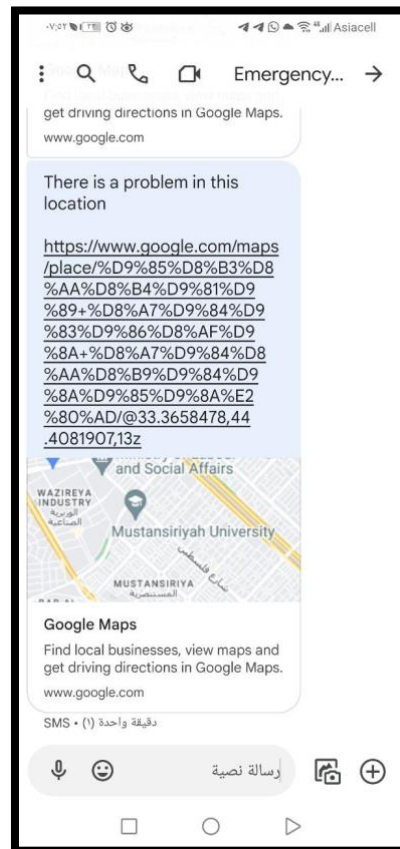 ٠٧:٥٢
Asiacell
Emergency...
get driving directions in Google Maps.
www.google.com
There is a problem in this
location
https://www.google.com/maps
/place/%D9%85%D8%B3%D8
%AA%D8%B4%D9%81%D9
%89+%D8%A7%D9%84%D9
%83%D9%86%D8%AF%D9
%8A+%D8%A7%D9%84%D8
%AA%D8%B9%D9%84%D9
%8A%D9%85%D9%8A%E2
%80%AD/@33.3658478,44
.4081907,13z
and Social Affairs
WAZIREYA
INDUSTRY
الوزيرية
الصناعية
Mustansiriyah University
شارع فلسطين
MUSTANSIRIYA
المستنصرية
Google Maps
Find local businesses, view maps and
get driving directions in Google Maps.
www.google.com
دقيقة واحدة (١) • SMS
رسالة نصية